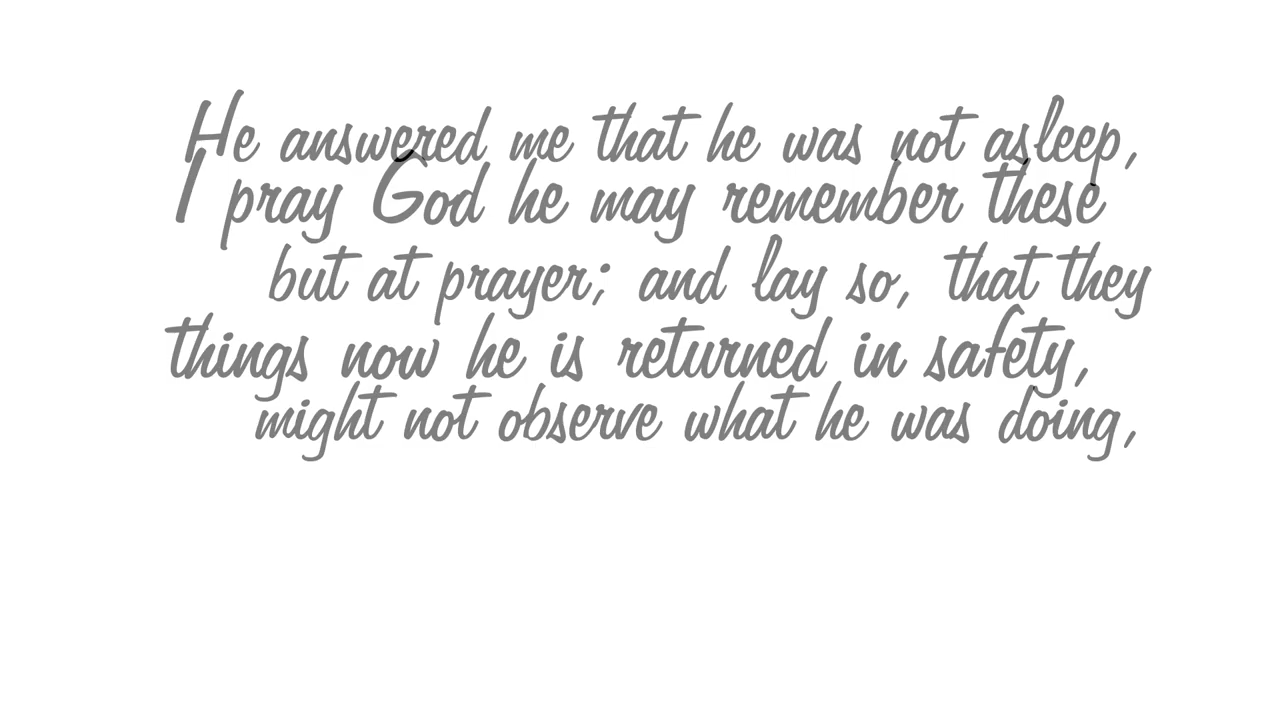 He answered me that he was not asleep,
but at prayer; and lay so, that they
might not observe what he was doing,
I pray God he may remember these
things now he is returned in safety,